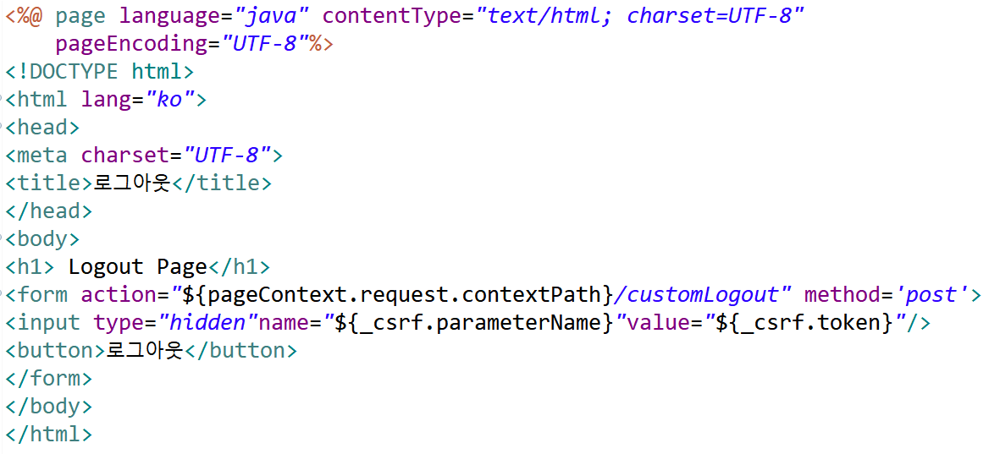 <%@ page language="java" contentType="text/html; charset=UTF-8"
    pageEncoding="UTF-8"%>
<!DOCTYPE html>
<html lang="ko">
<head>
<meta charset="UTF-8">
<title>로그아웃</title>
</head>
<body>
<h1> Logout Page</h1>
<form action="${pageContext.request.contextPath}/customLogout" method='post'>
<input type="hidden"name="${_csrf.parameterName}"value="${_csrf.token}"/>
<button>로그아웃</button>
</form>
</body>
</html>